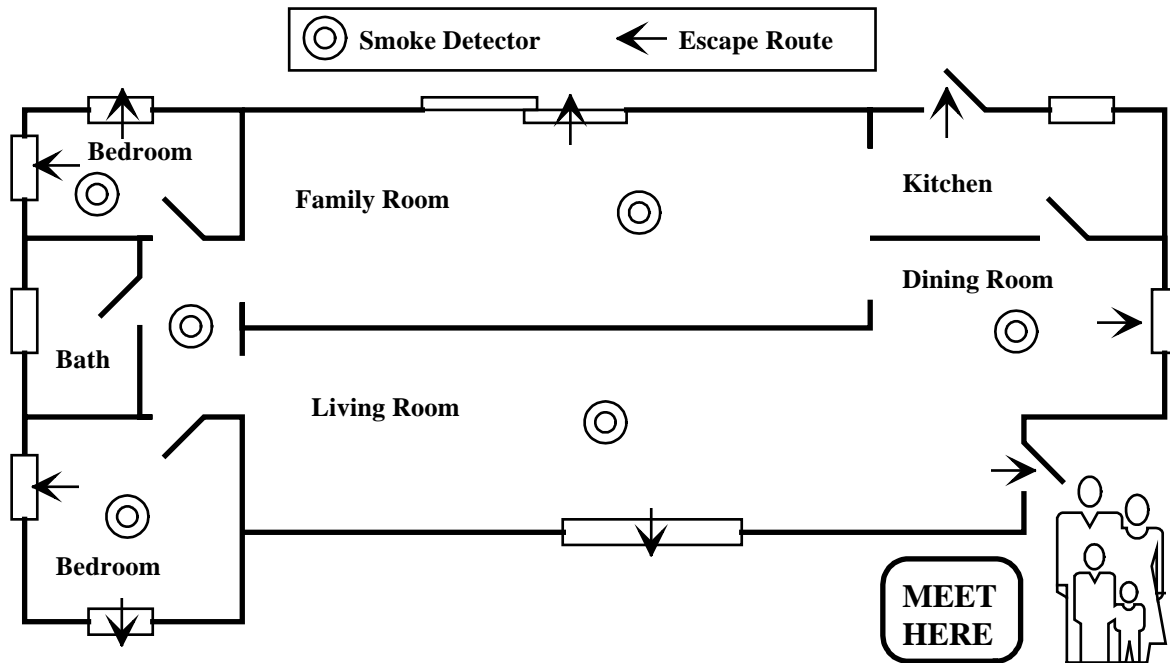 Smoke Detector
Escape Route
Bedroom
Family Room
Kitchen
Dining Room
Bath
Living Room
Bedroom
MEET
HERE